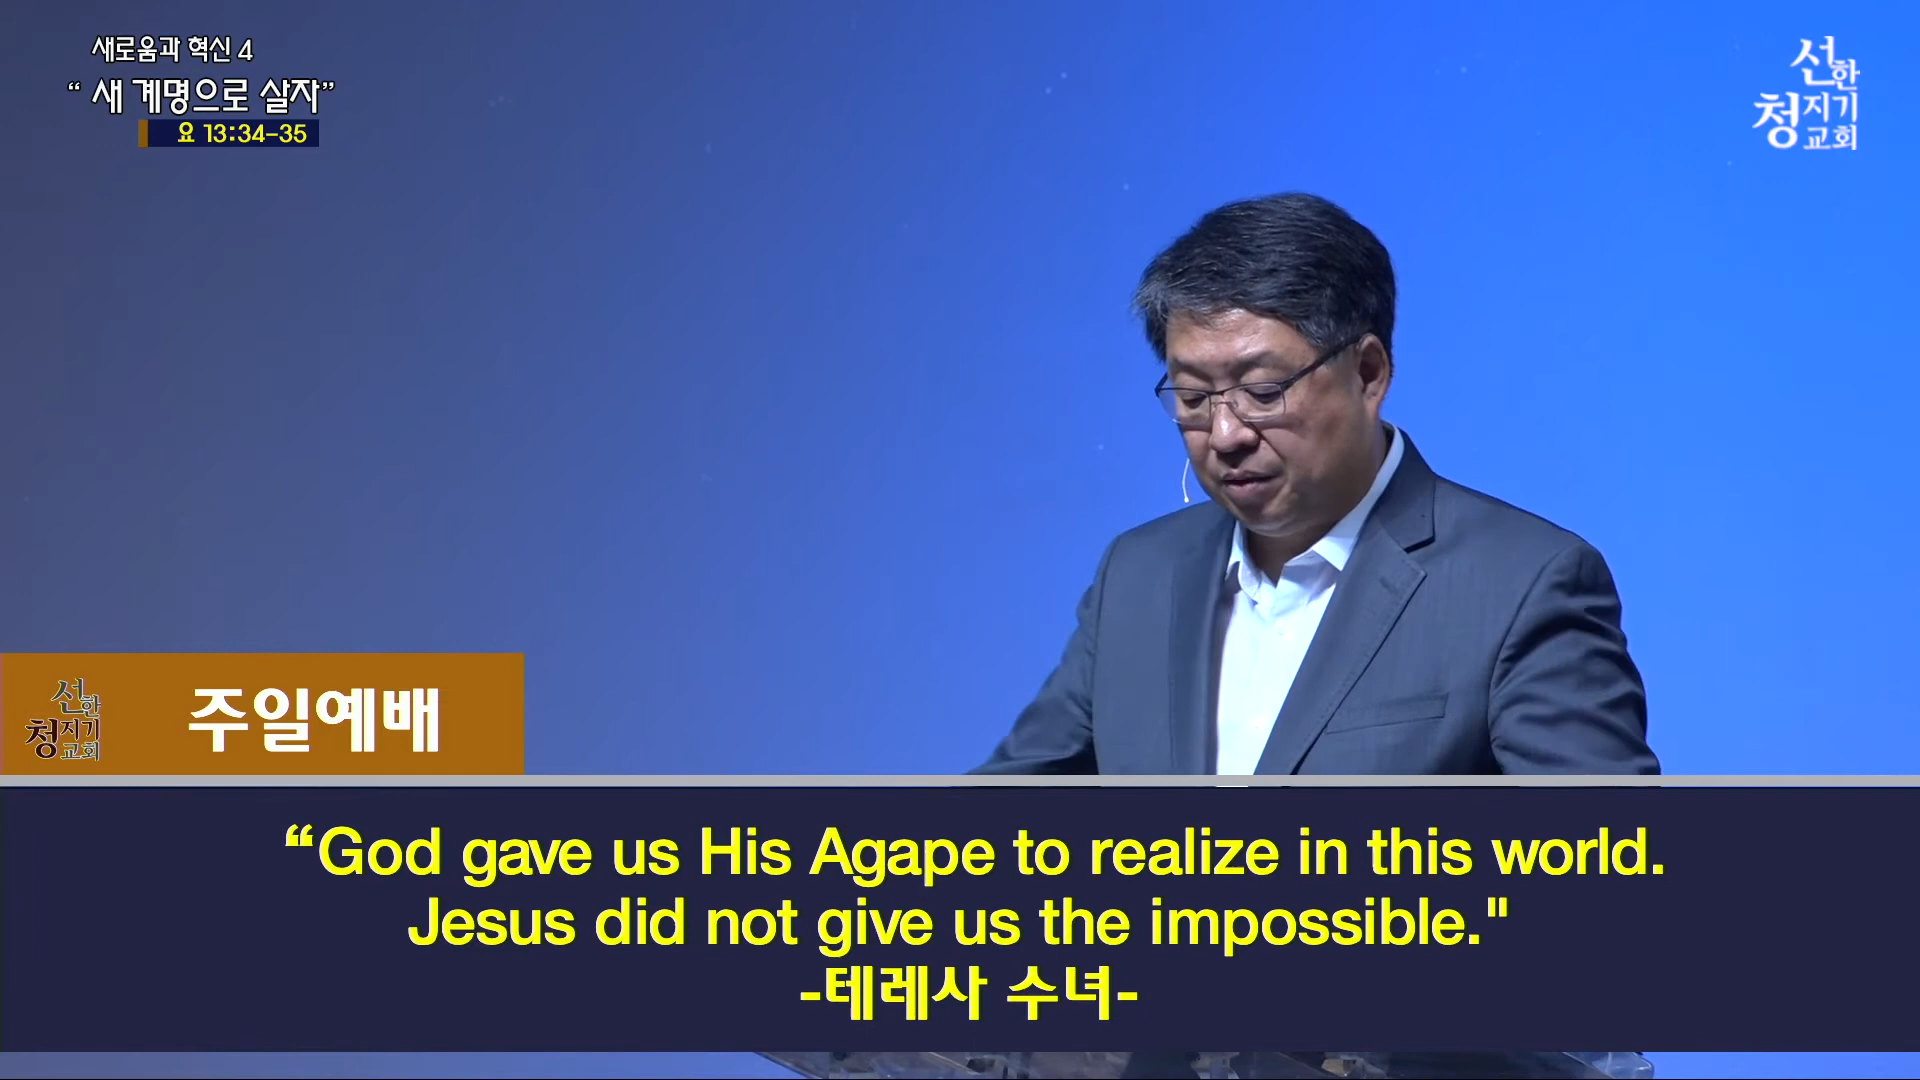 새로움과 혁신 4
“ 새 계명으로 살자”
요 13:34-35
선한
청지기
교회
선한
청지기
교회
주일예배
“God gave us His Agape to realize in this world.
Jesus did not give us the impossible."
-테레사 수녀-